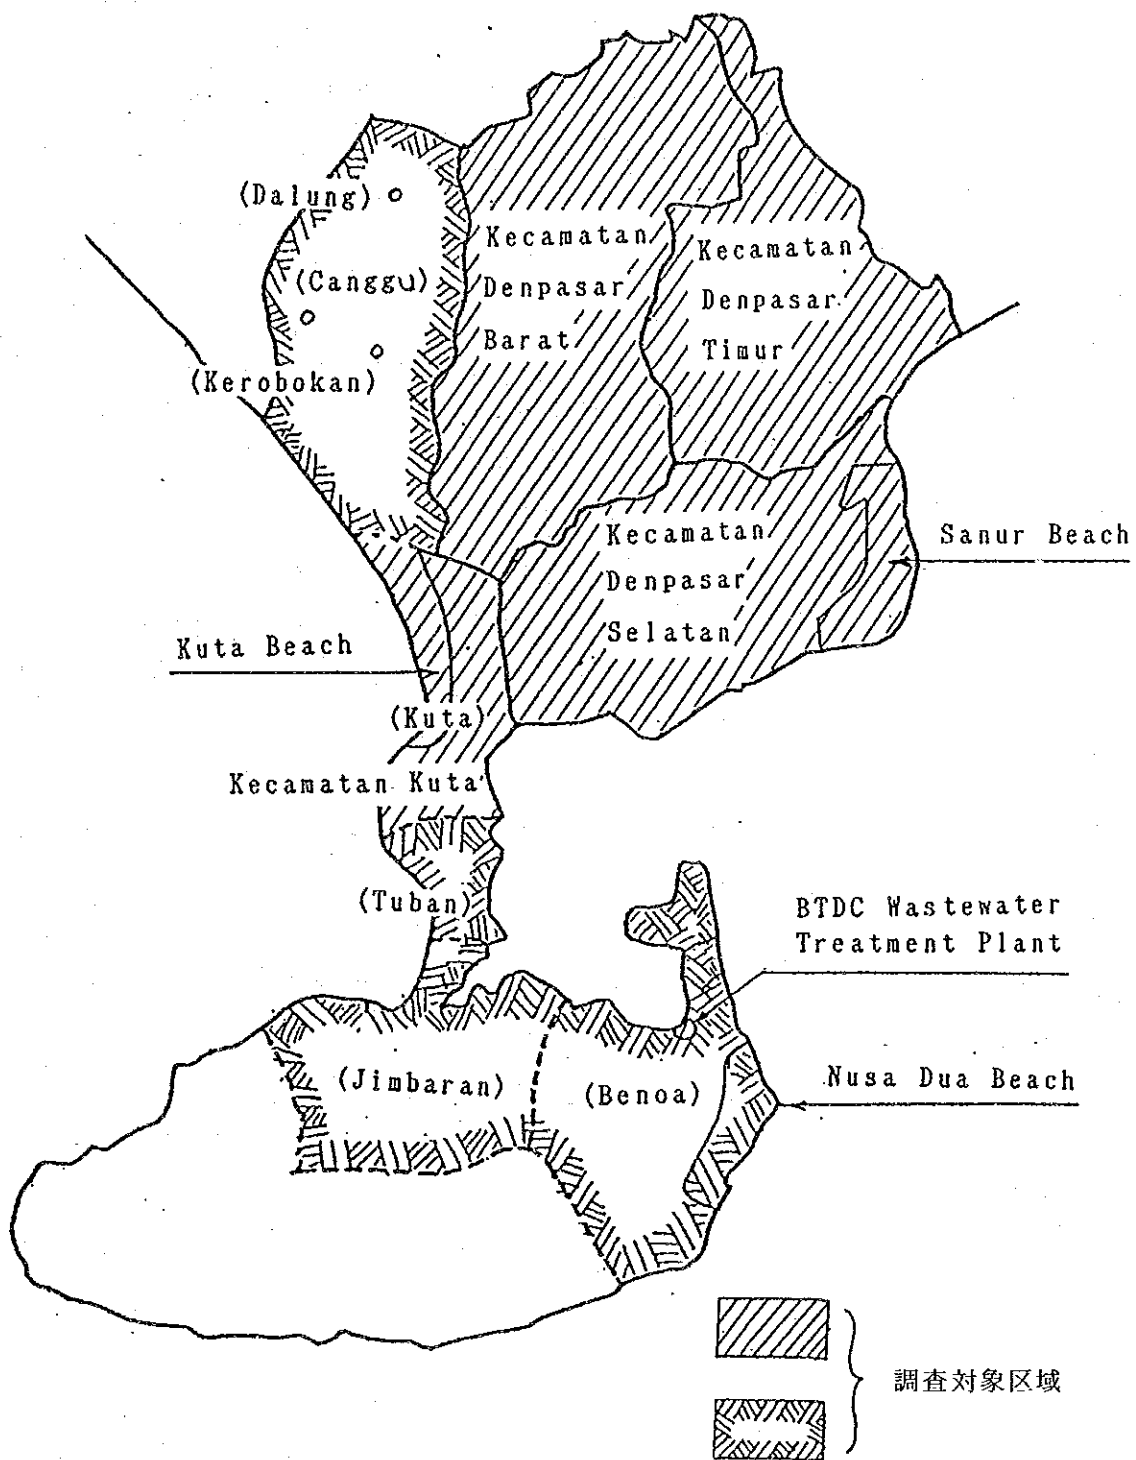 (Dalung)
(Canggu)
(Kerobokan)
Kecamatan
Denpasar
Barat
Kecamatan
Denpasar
Timur
Kecamatan
Denpasar
Selatan
Sanur Beach
Kuta Beach
(Kuta)
Kecamatan Kuta
(Tuban)
BTDC Wastewater
Treatment Plant
(Jimbaran)
(Benoa)
Nusa Dua Beach
調査対象区域